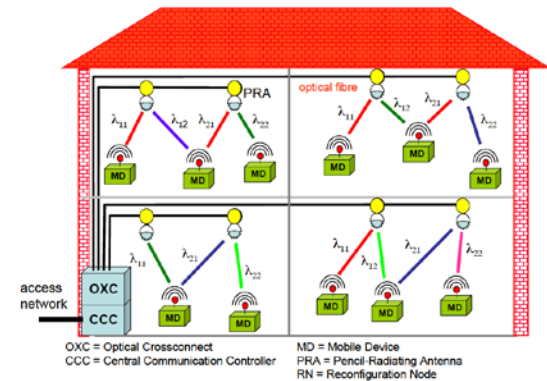 PRA
optical fibre
λ11
λ12
λ21
λ22
λ11
λ12
λ21
λ22
MD
MD
MD
MD
MD
MD
λ11
λ21
λ22
λ11
λ12
λ21
λ22
MD
MD
MD
MD
MD
access
network
OXC
CCC
OXC = Optical Crossconnect
CCC = Central Communication Controller
MD = Mobile Device
PRA = Pencil-Radiating Antenna
RN = Reconfiguration Node